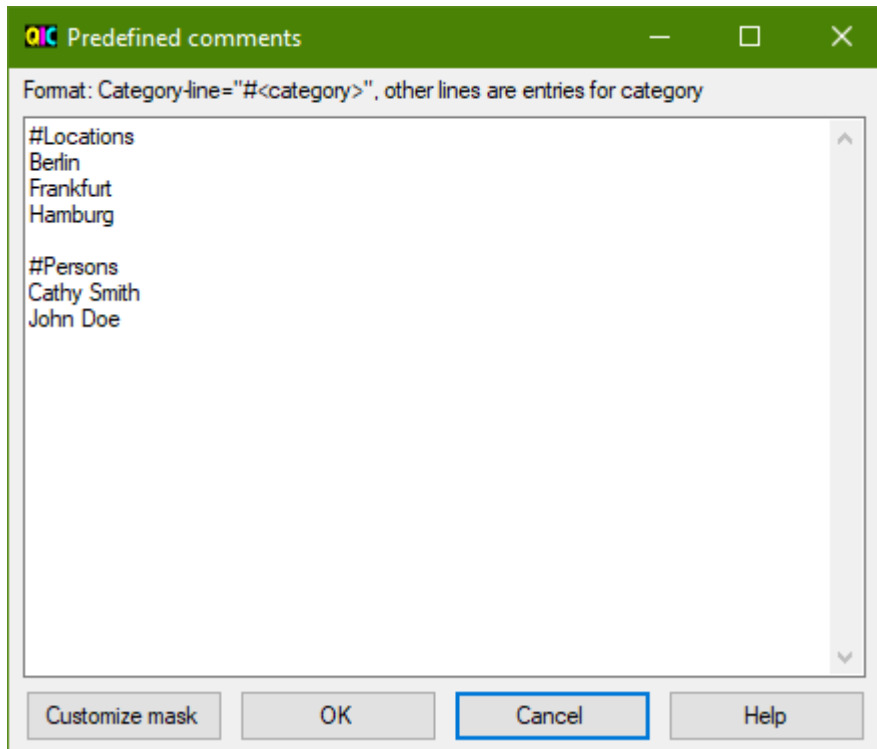 QIC Predefined comments
Format: Category-line="#<category>", other lines are entries for category
#Locations
Berlin
Frankfurt
Hamburg
#Persons
Cathy Smith
John Doe
Customize mask OK Cancel Help